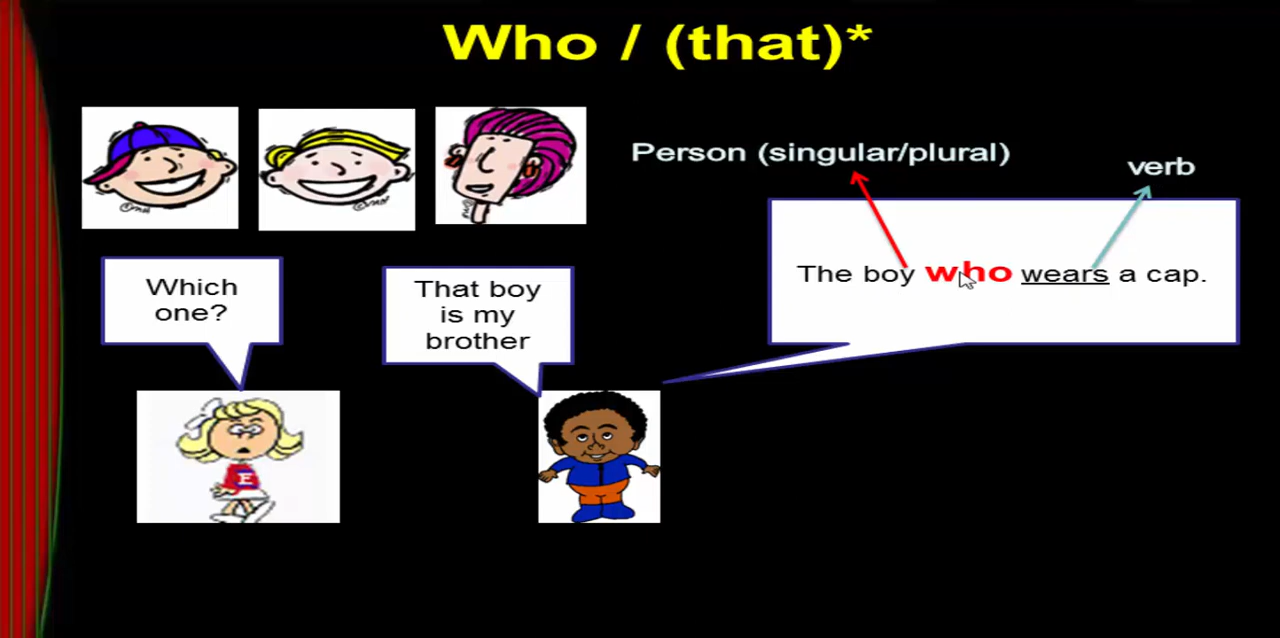 Who / (that)*
Person (singular/plural)
verb
Which
one?
That boy
is my
brother
The boy who wears a cap.
E